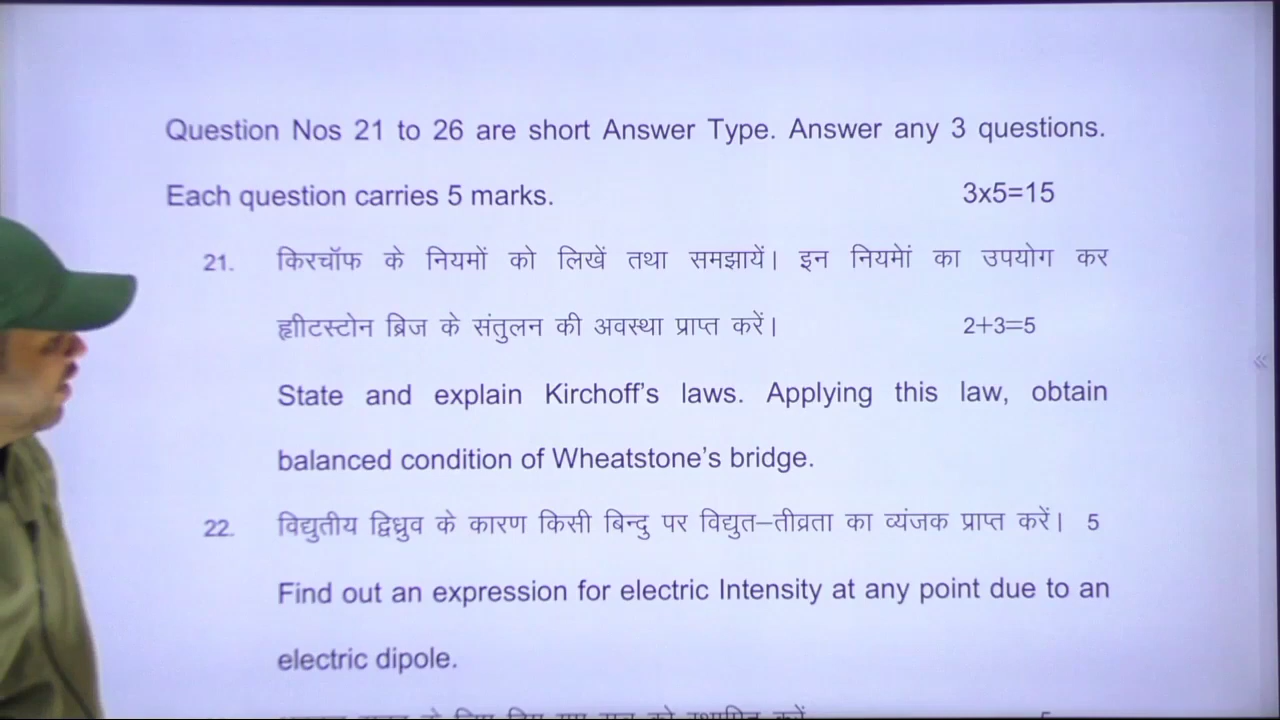 Question Nos 21 to 26 are short Answer Type. Answer any 3 questions.
Each question carries 5 marks. 3x5=15
21. किरचॉफ के नियमों को लिखें तथा समझायें। इन नियमों का उपयोग कर
ह्वीटस्टोन ब्रिज के संतुलन की अवस्था प्राप्त करें। 2+3=5
State and explain Kirchoff's laws. Applying this law, obtain
balanced condition of Wheatstone's bridge.
22. विद्युतीय द्विध्रुव के कारण किसी बिन्दु पर विद्युत–तीव्रता का व्यंजक प्राप्त करें। 5
Find out an expression for electric Intensity at any point due to an
electric dipole.